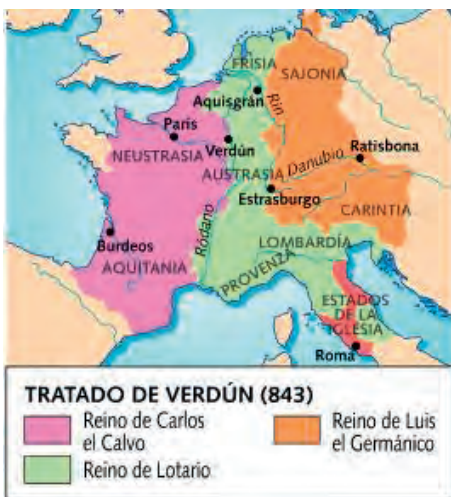 FRISIA
SAJONIA
Aquisgrán
Rin
París
Verdún
NEUSTRASIA
AUSTRASIA
Danubio
Ratisbona
Estrasburgo
CARINTIA
Burdeos
Ródano
AQUITANIA
LOMBARDÍA
PROVENZA
ESTADOS
DE LA
IGLESIA
Roma
TRATADO DE VERDÚN (843)
Reino de Carlos
el Calvo
Reino de Lotario
Reino de Luis
el Germánico